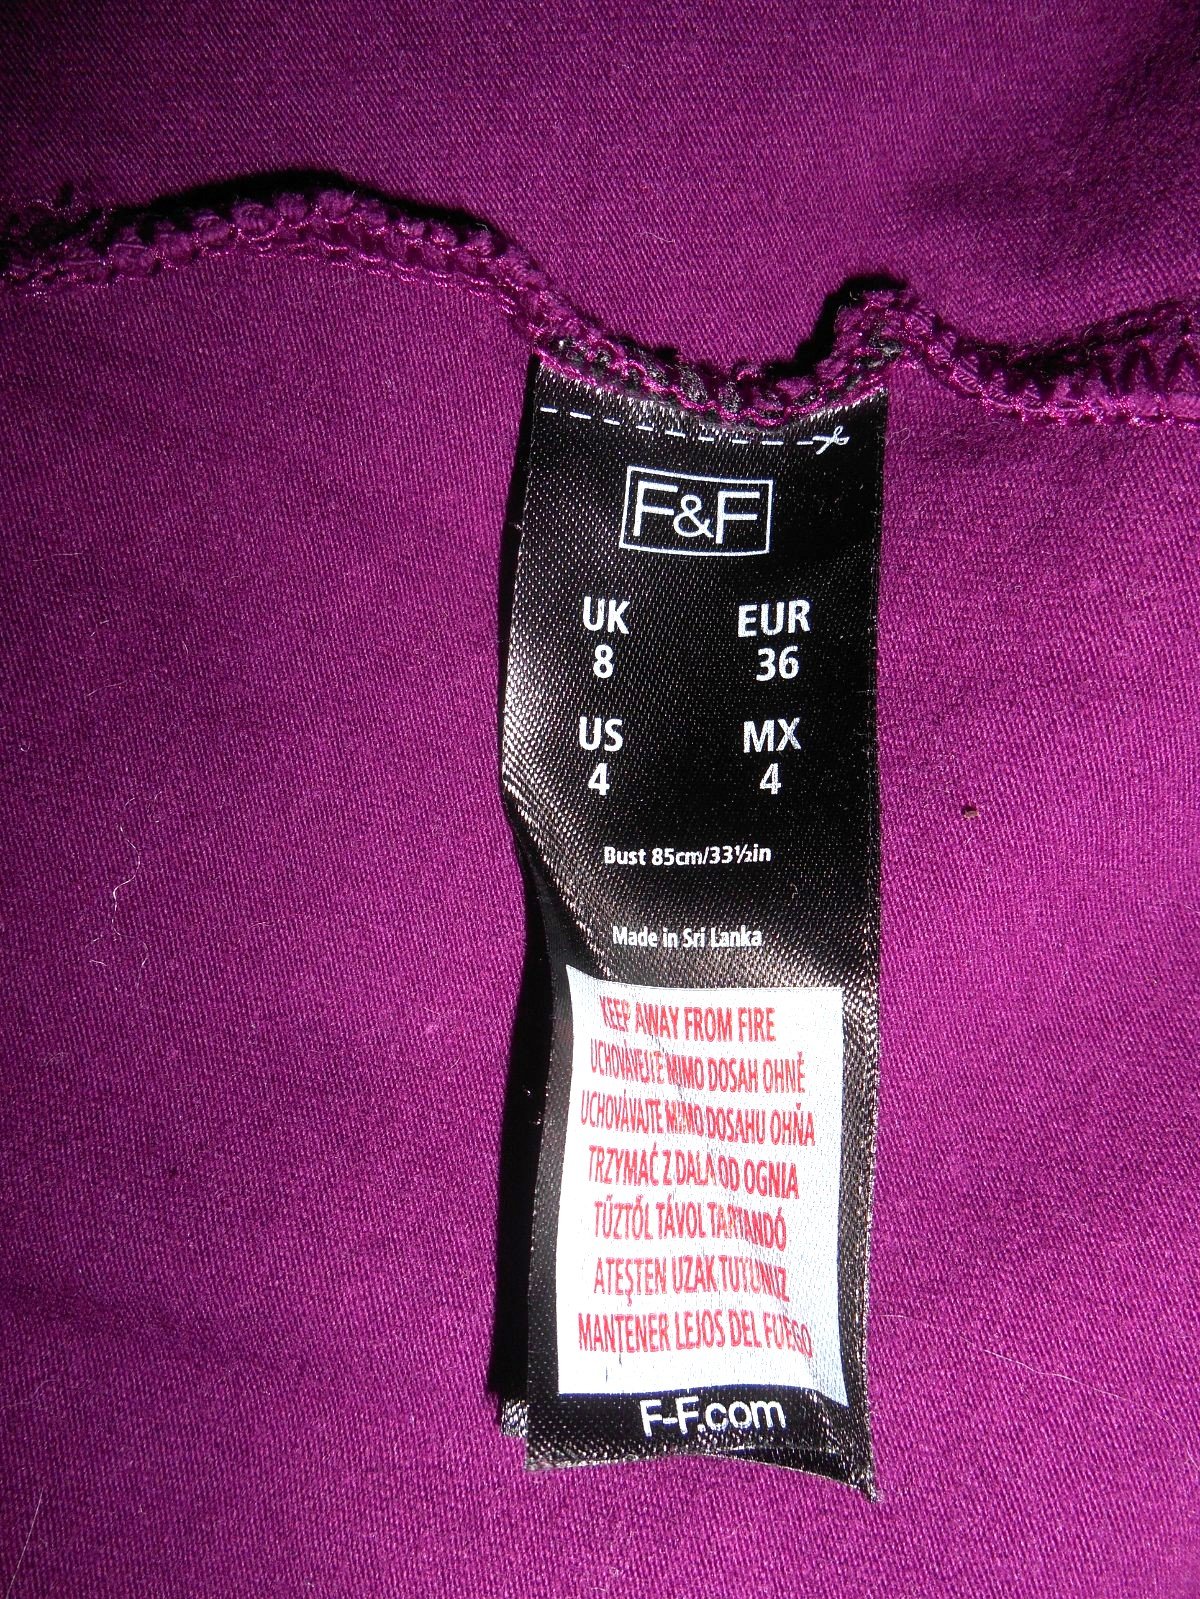 F&F
UK EUR
8 36
US MX
4 4
Bust 85cm/33½in
Made in Sri Lanka
KEEP AWAY FROM FIRE
UCHOVÁVEJTE MIMO DOSAH OHNĚ
UCHOVÁVAJTE MIMO DOSAHU OHŇA
TRZYMAĆ Z DALA OD OGNIA
TŰZTŐL TÁVOL TARTANDÓ
ATEŞTEN UZAK TUTUNUZ
MANTENER LEJOS DEL FUEGO
F-F.com